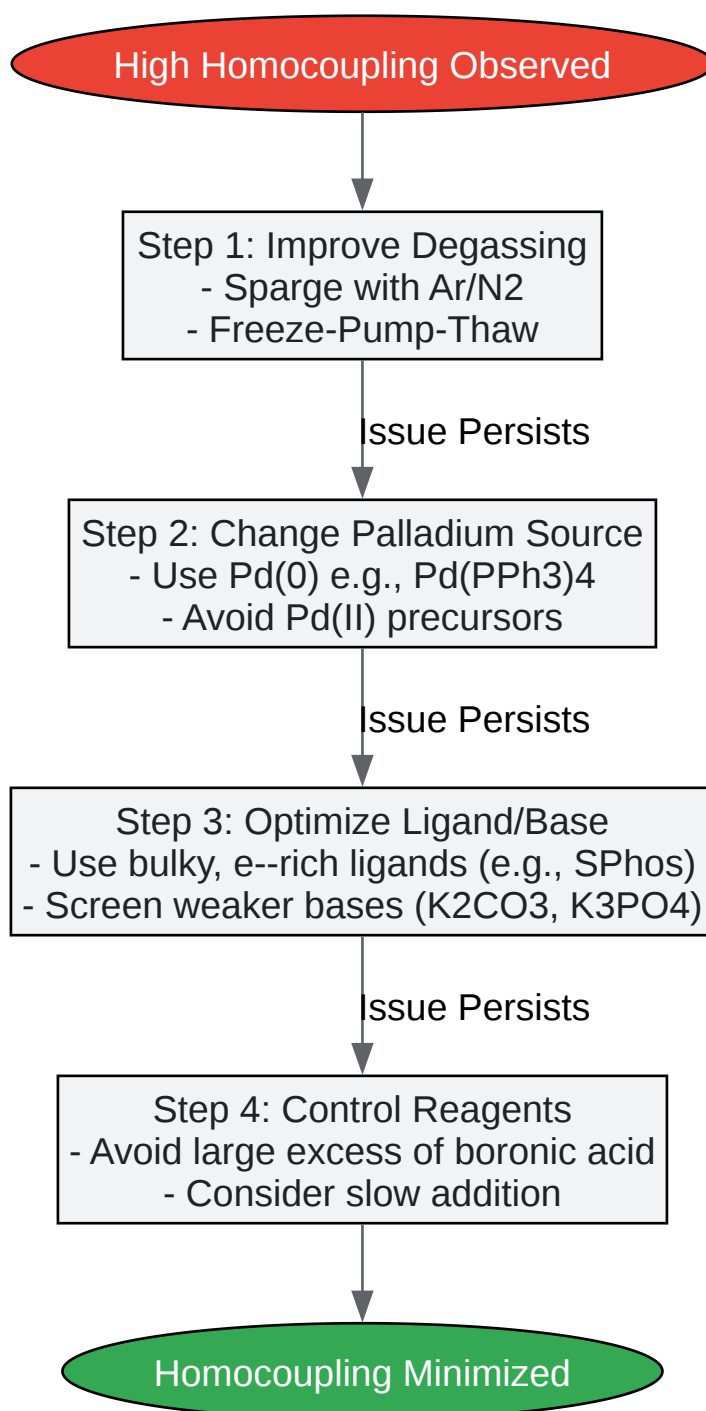 High Homocoupling Observed
Step 1: Improve Degassing
- Sparge with Ar/N2
- Freeze-Pump-Thaw
Issue Persists
Step 2: Change Palladium Source
- Use Pd(0) e.g., Pd(PPh3)4
- Avoid Pd(II) precursors
Issue Persists
Step 3: Optimize Ligand/Base
- Use bulky, e--rich ligands (e.g., SPhos)
- Screen weaker bases (K2CO3, K3PO4)
Issue Persists
Step 4: Control Reagents
- Avoid large excess of boronic acid
- Consider slow addition
Homocoupling Minimized